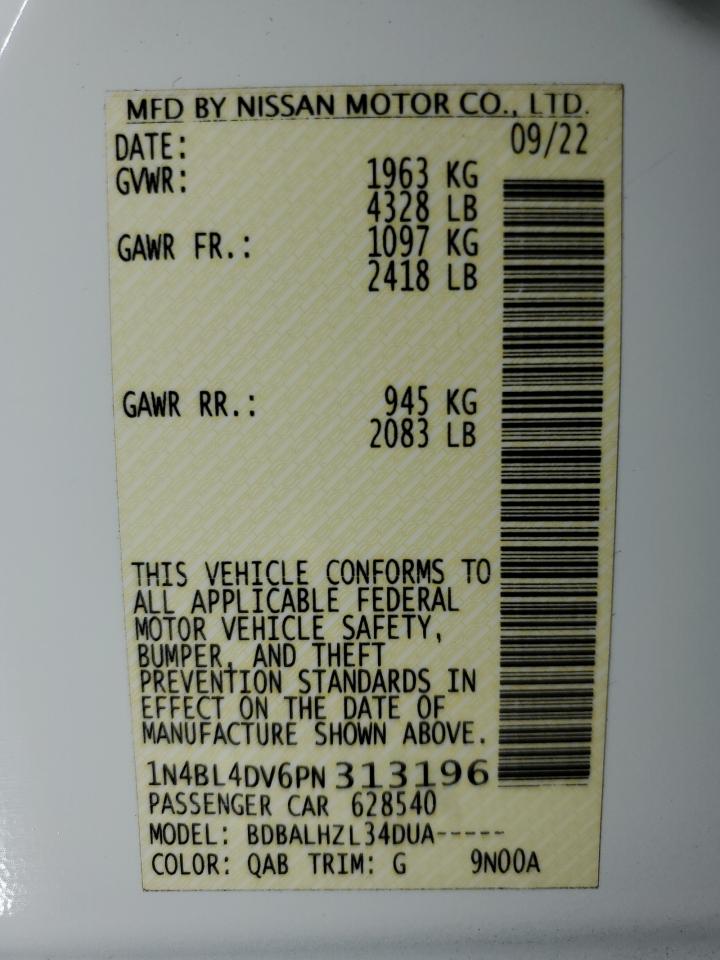 MFD BY NISSAN MOTOR CO., LTD.
DATE: 09/22
GVWR: 1963 KG
4328 LB
GAWR FR.: 1097 KG
2418 LB
GAWR RR.: 945 KG
2083 LB
THIS VEHICLE CONFORMS TO
ALL APPLICABLE FEDERAL
MOTOR VEHICLE SAFETY,
BUMPER, AND THEFT
PREVENTION STANDARDS IN
EFFECT ON THE DATE OF
MANUFACTURE SHOWN ABOVE.
1N4BL4DV6PN313196
PASSENGER CAR 628540
MODEL: BDBALHZL34DUA-----
COLOR: QAB TRIM: G 9N00A